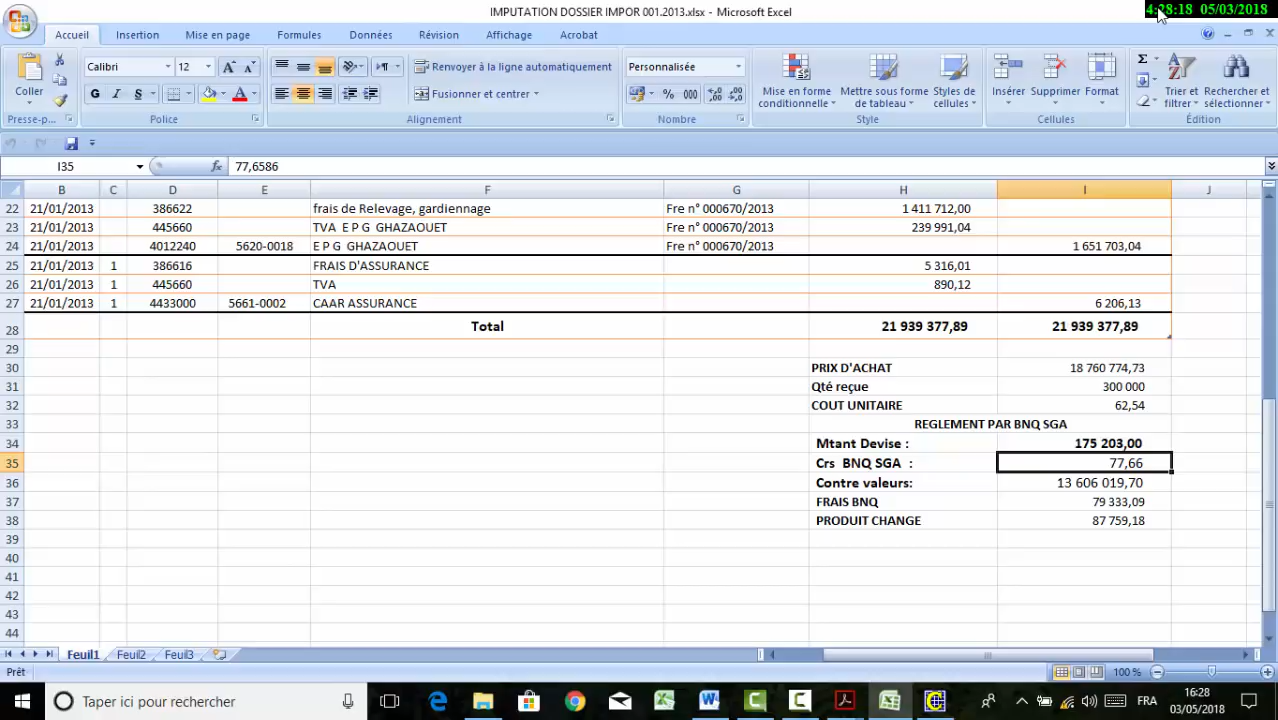 IMPUTATION DOSSIER IMPOR 001.2013.xlsx - Microsoft Excel
4:28:18 05/03/2018
Accueil Insertion Mise en page Formules Données Révision Affichage Acrobat
Coller
Calibri 12
G I S
Renvoyer à la ligne automatiquement
Fusionner et centrer
Personnalisée
% 000
Mise en forme conditionnelle
Mettre sous forme de tableau
Styles de cellules
Insérer Supprimer Format
Trier et filtrer
Rechercher et sélectionner
Presse-p... Police Alignement Nombre Style Cellules Édition
I35 fx 77,6586
B C D E F G H I J
22 21/01/2013 386622 frais de Relevage, gardiennage Fre n° 000670/2013 1 411 712,00
23 21/01/2013 445660 TVA E P G GHAZAOUET Fre n° 000670/2013 239 991,04
24 21/01/2013 4012240 5620-0018 E P G GHAZAOUET Fre n° 000670/2013 1 651 703,04
25 21/01/2013 1 386616 FRAIS D'ASSURANCE 5 316,01
26 21/01/2013 1 445660 TVA 890,12
27 21/01/2013 1 4433000 5661-0002 CAAR ASSURANCE 6 206,13
28 Total 21 939 377,89 21 939 377,89
29
30 PRIX D'ACHAT 18 760 774,73
31 Qté reçue 300 000
32 COUT UNITAIRE 62,54
33 REGLEMENT PAR BNQ SGA
34 Mtant Devise : 175 203,00
35 Crs BNQ SGA : 77,66
36 Contre valeurs: 13 606 019,70
37 FRAIS BNQ 79 333,09
38 PRODUIT CHANGE 87 759,18
39
40
41
42
43
44
Feuil1 Feuil2 Feuil3
Prêt 100 %
Taper ici pour rechercher
FRA
16:28
03/05/2018